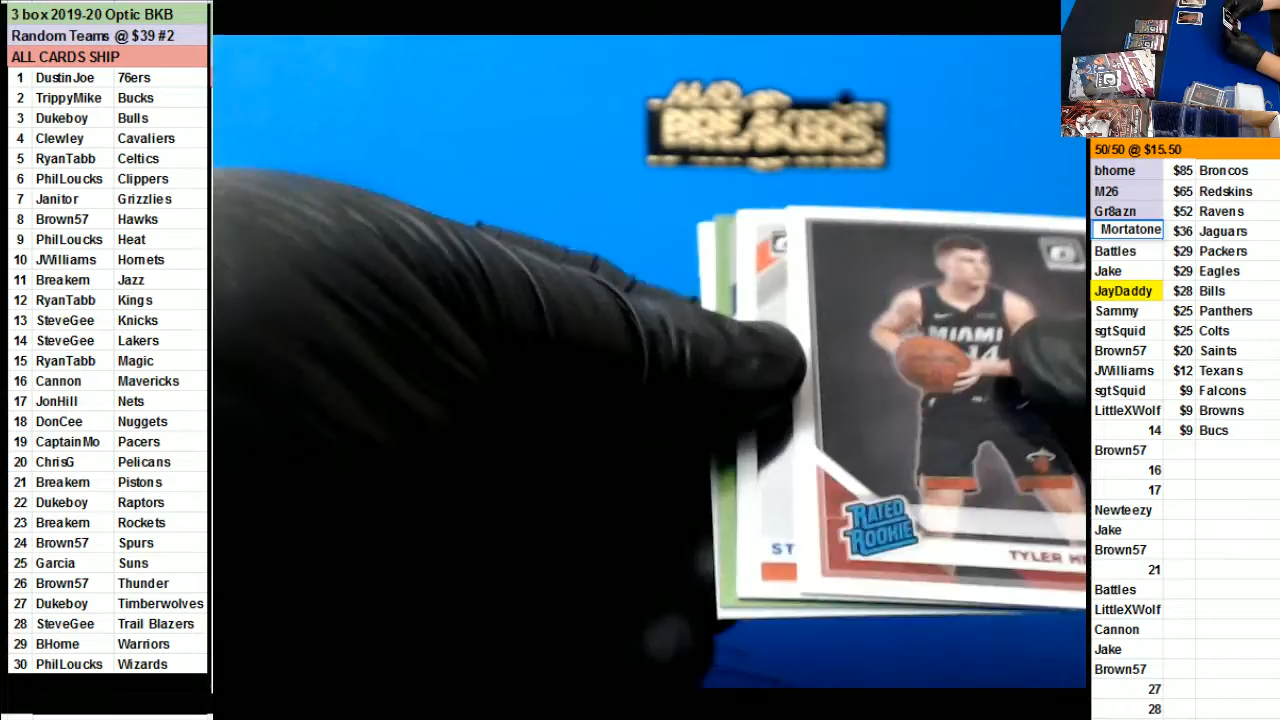 3 box 2019-20 Optic BKB
Random Teams @ $39 #2
ALL CARDS SHIP
1 DustinJoe 76ers
2 TrippyMike Bucks
3 Dukeboy Bulls
4 Clewley Cavaliers
5 RyanTabb Celtics
6 PhilLoucks Clippers
7 Janitor Grizzlies
8 Brown57 Hawks
9 PhilLoucks Heat
10 JWilliams Hornets
11 Breakem Jazz
12 RyanTabb Kings
13 SteveGee Knicks
14 SteveGee Lakers
15 RyanTabb Magic
16 Cannon Mavericks
17 JonHill Nets
18 DonCee Nuggets
19 CaptainMo Pacers
20 ChrisG Pelicans
21 Breakem Pistons
22 Dukeboy Raptors
23 Breakem Rockets
24 Brown57 Spurs
25 Garcia Suns
26 Brown57 Thunder
27 Dukeboy Timberwolves
28 SteveGee Trail Blazers
29 BHome Warriors
30 PhilLoucks Wizards
BREAKERS
MIAMI
14
RATED
ROOKIE
TYLER
ST
50/50 @ $15.50
bhome $85 Broncos
M26 $65 Redskins
Gr8azn $52 Ravens
Mortatone $36 Jaguars
Battles $29 Packers
Jake $29 Eagles
JayDaddy $28 Bills
Sammy $25 Panthers
sgtSquid $25 Colts
Brown57 $20 Saints
JWilliams $12 Texans
sgtSquid $9 Falcons
LittleXWolf $9 Browns
14 $9 Bucs
Brown57
16
17
Newteezy
Jake
Brown57
21
Battles
LittleXWolf
Cannon
Jake
Brown57
27
28